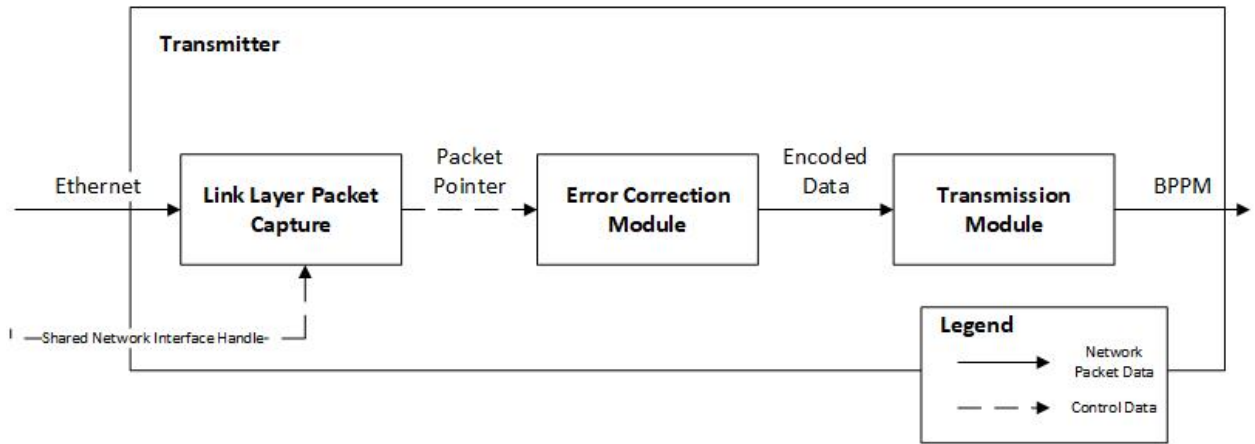 Transmitter
Ethernet
Link Layer Packet
Capture
Packet
Pointer
Error Correction
Module
Encoded
Data
Transmission
Module
BPPM
Shared Network Interface Handle
Legend
Network
Packet Data
Control Data